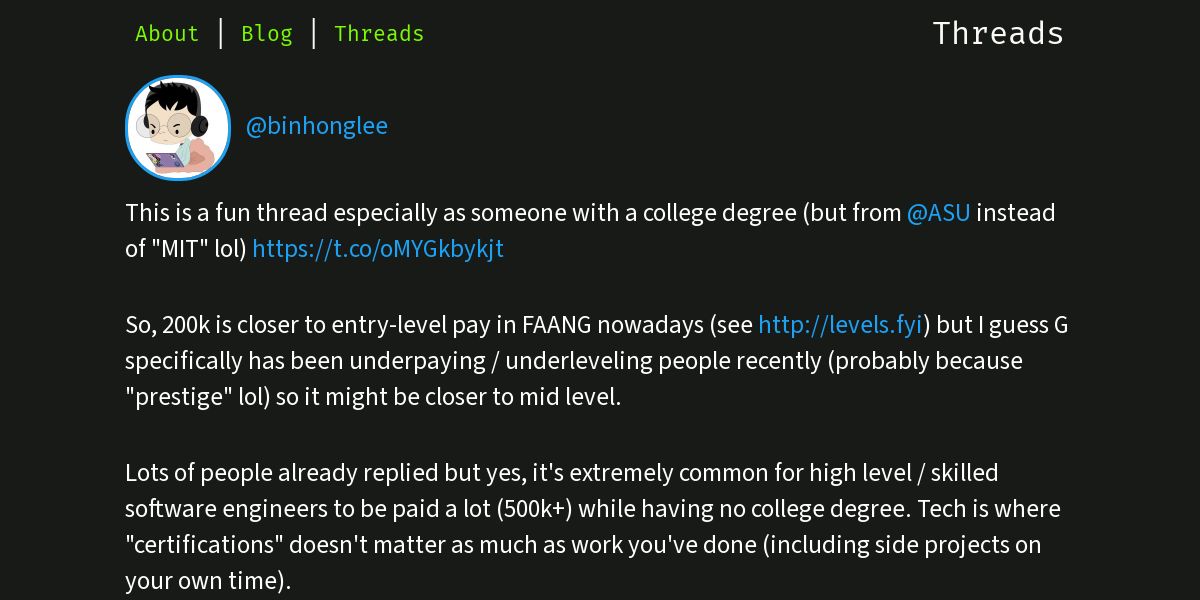 About | Blog | Threads
Threads
@binhonglee
This is a fun thread especially as someone with a college degree (but from @ASU instead
of "MIT" lol) https://t.co/oMYGkbykjt
So, 200k is closer to entry-level pay in FAANG nowadays (see http://levels.fyi) but I guess G
specifically has been underpaying / underleveling people recently (probably because
"prestige" lol) so it might be closer to mid level.
Lots of people already replied but yes, it's extremely common for high level / skilled
software engineers to be paid a lot (500k+) while having no college degree. Tech is where
"certifications" doesn't matter as much as work you've done (including side projects on
your own time).